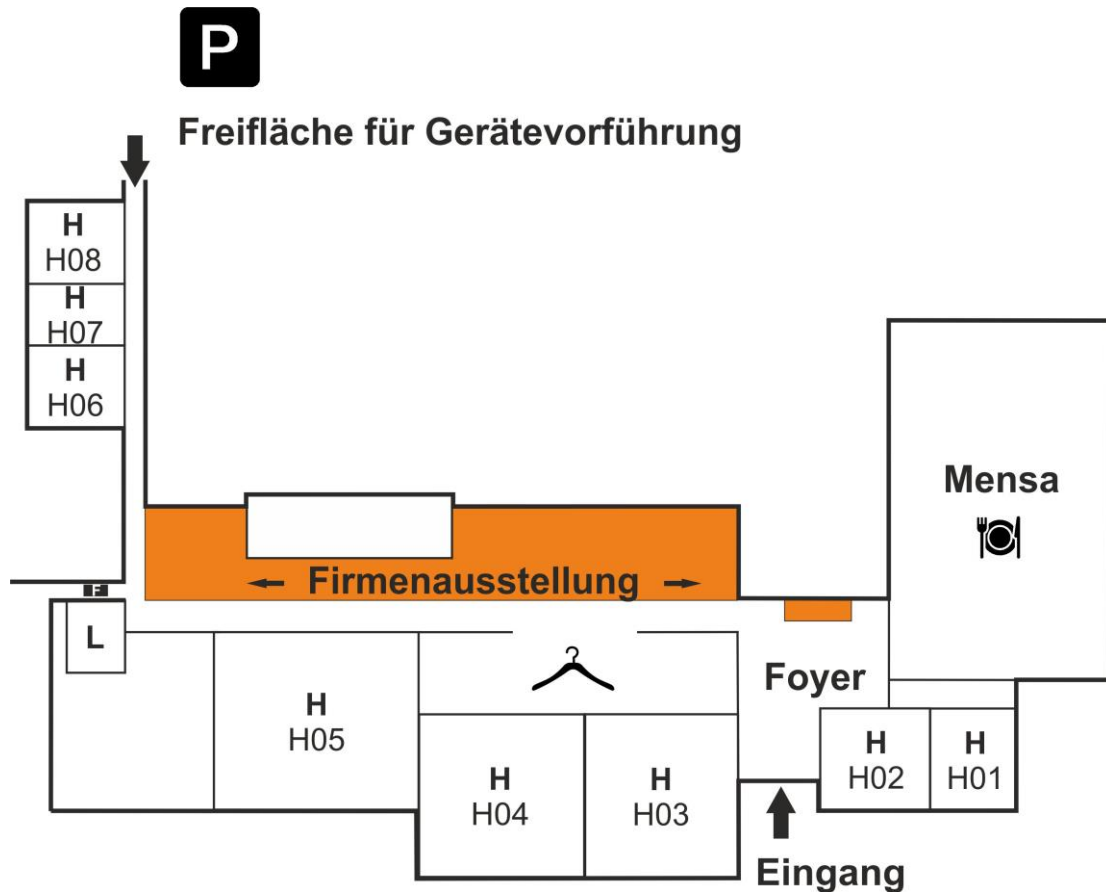 P
Freifläche für Gerätevorführung
H
H08
H
H07
H
H06
Mensa
Firmenausstellung
L
Foyer
H
H05
H
H04
H
H03
H
H02
H
H01
Eingang